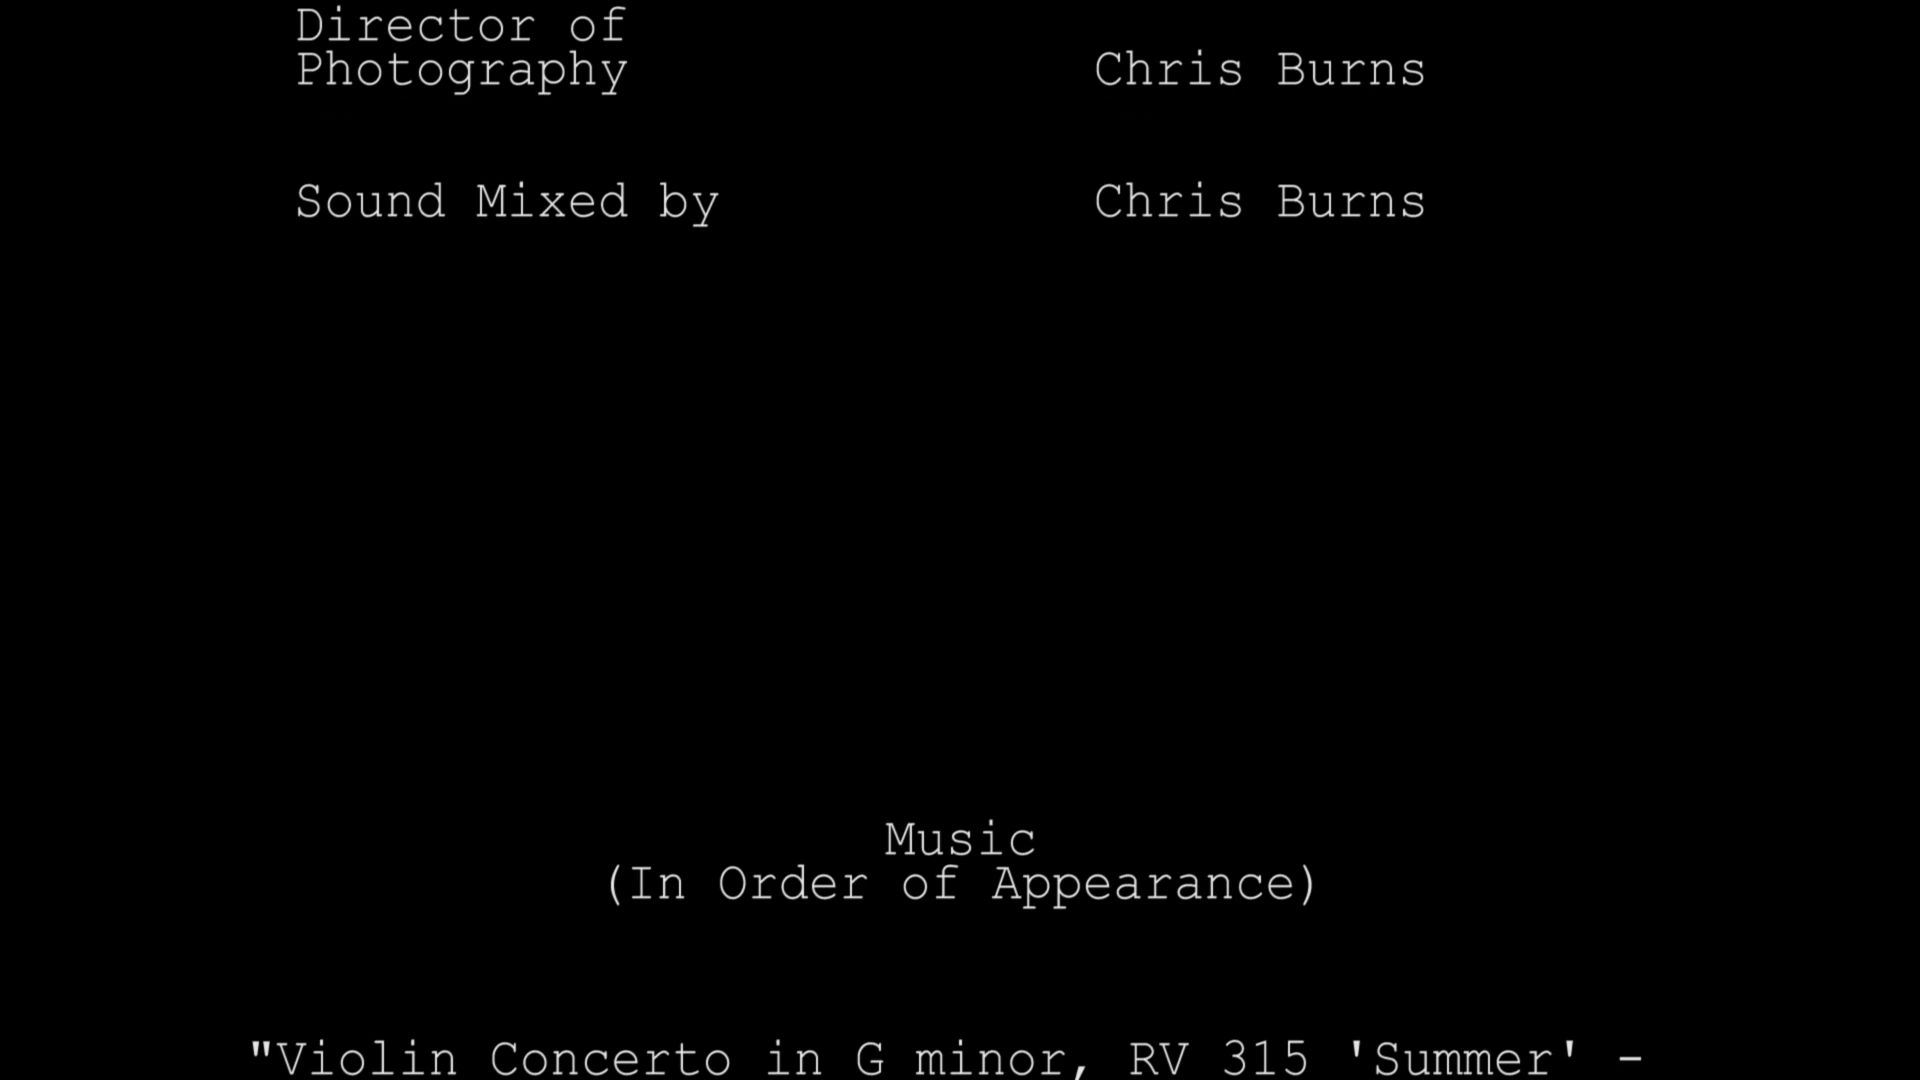 Director of
Photography Chris Burns
Sound Mixed by Chris Burns
Music
(In Order of Appearance)
"Violin Concerto in G minor, RV 315 'Summer' -